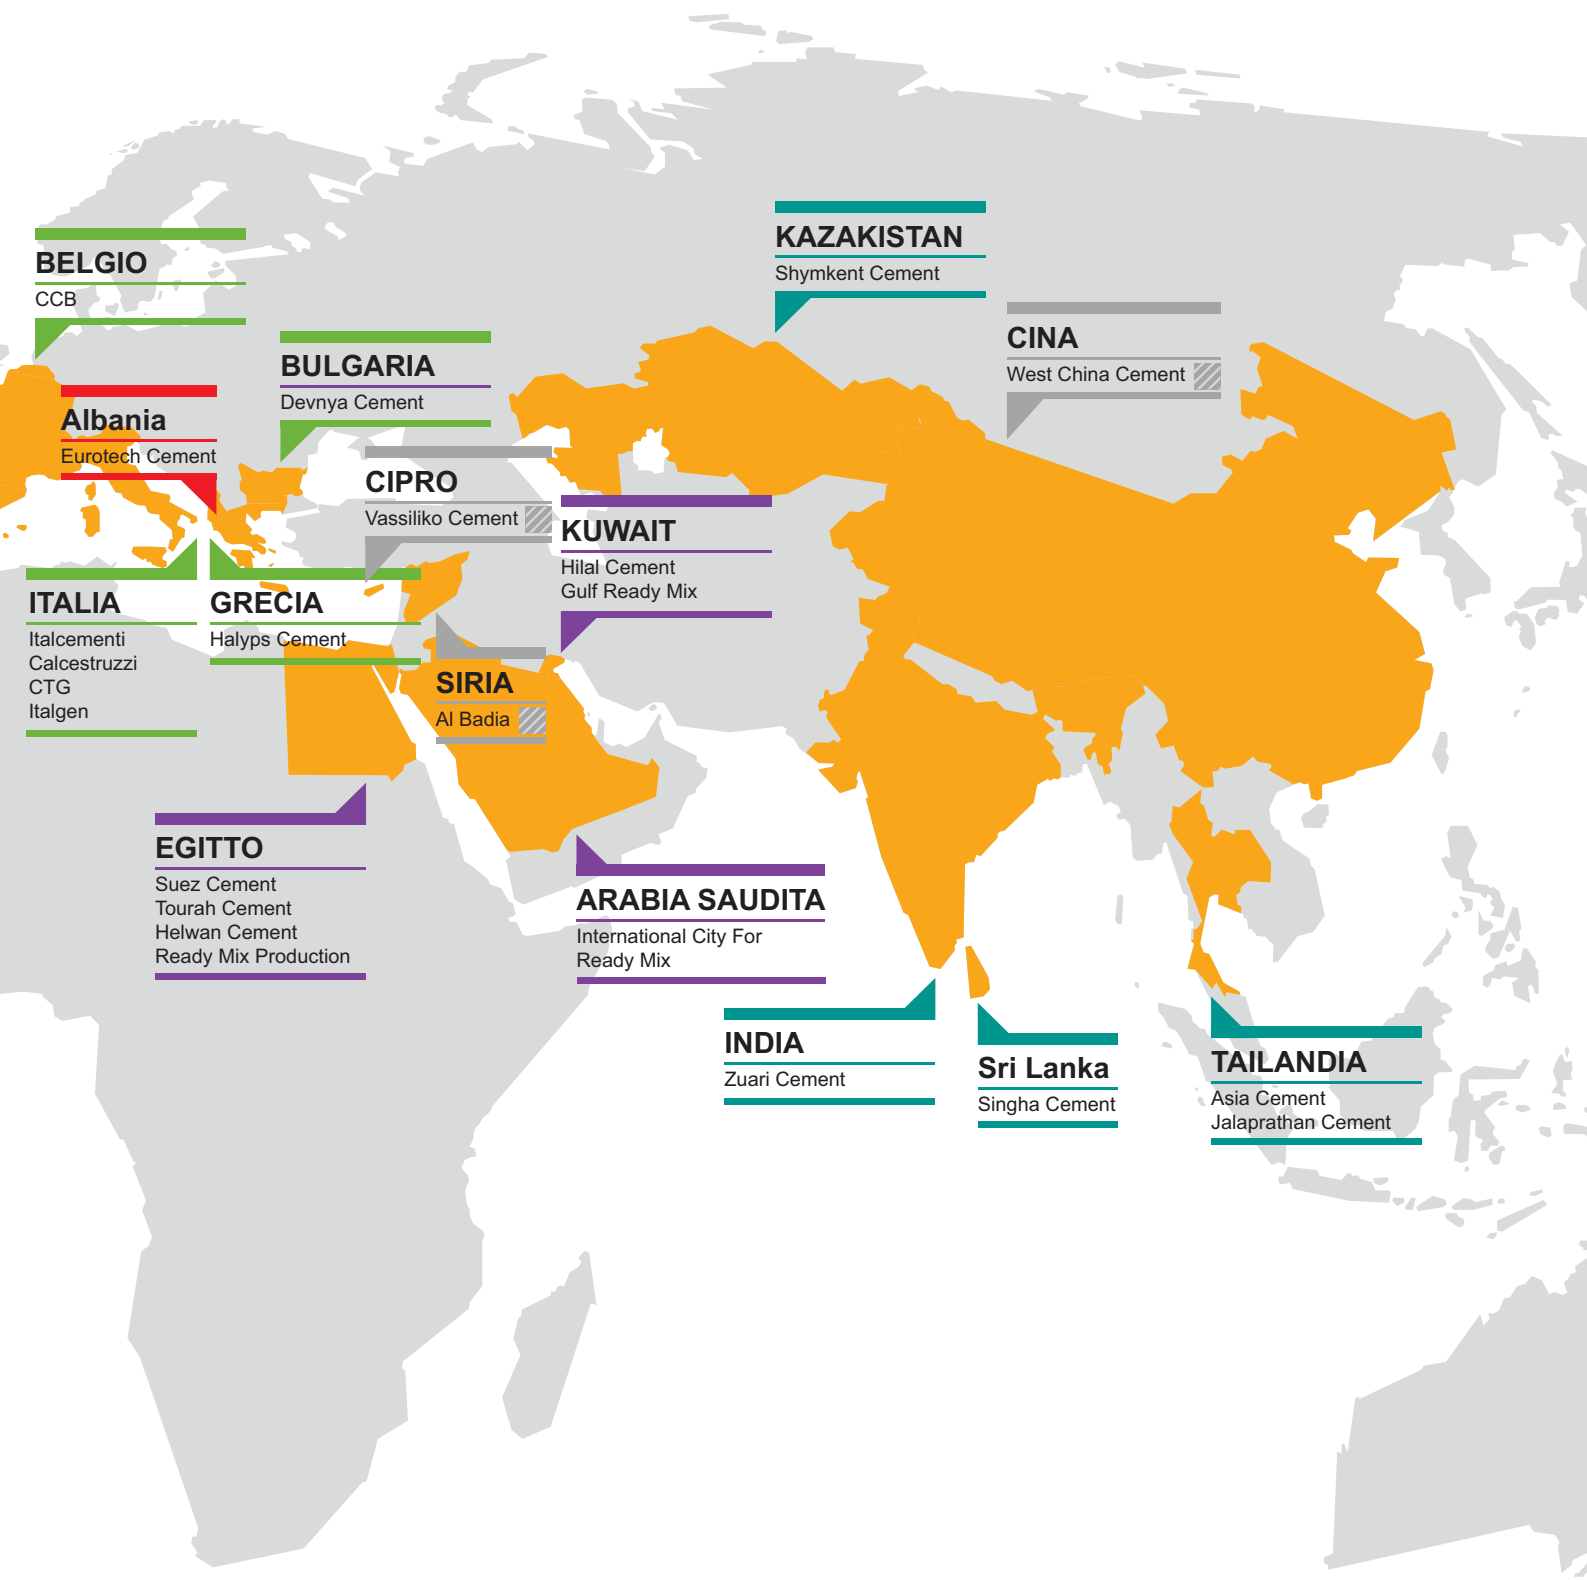 KAZAKISTAN
Shymkent Cement
BELGIO
CCB
CINA
West China Cement
BULGARIA
Devnya Cement
Albania
Eurotech Cement
CIPRO
Vassiliko Cement
KUWAIT
Hilal Cement
Gulf Ready Mix
ITALIA
Italcementi
Calcestruzzi
CTG
Italgen
GRECIA
Halyps Cement
SIRIA
Al Badia
EGITTO
Suez Cement
Tourah Cement
Helwan Cement
Ready Mix Production
ARABIA SAUDITA
International City For
Ready Mix
INDIA
Zuari Cement
Sri Lanka
Singha Cement
TAILANDIA
Asia Cement
Jalaprathan Cement